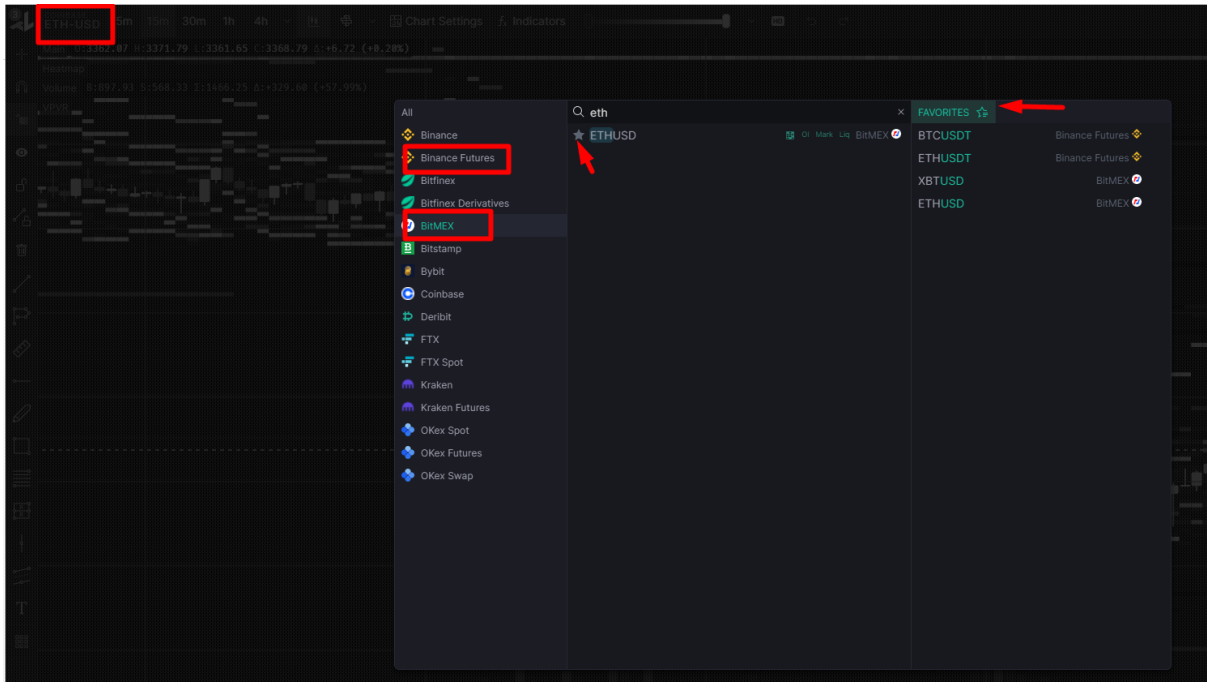 ETH-USD 5m 15m 30m 1h 4h Chart Settings Indicators HD
Main O:3362.07 H:3371.79 L:3361.65 C:3368.79 Δ:+6.72 (+0.20%)
Heatmap
Volume B:897.93 S:568.33 Σ:1466.25 Δ:+329.60 (+57.99%)
VPVR
All
Binance
Binance Futures
Bitfinex
Bitfinex Derivatives
BitMEX
Bitstamp
Bybit
Coinbase
Deribit
FTX
FTX Spot
Kraken
Kraken Futures
OKex Spot
OKex Futures
OKex Swap
eth ×
ETHUSD OI Mark Liq BitMEX
FAVORITES
BTCUSDT Binance Futures
ETHUSDT Binance Futures
XBTUSD BitMEX
ETHUSD BitMEX